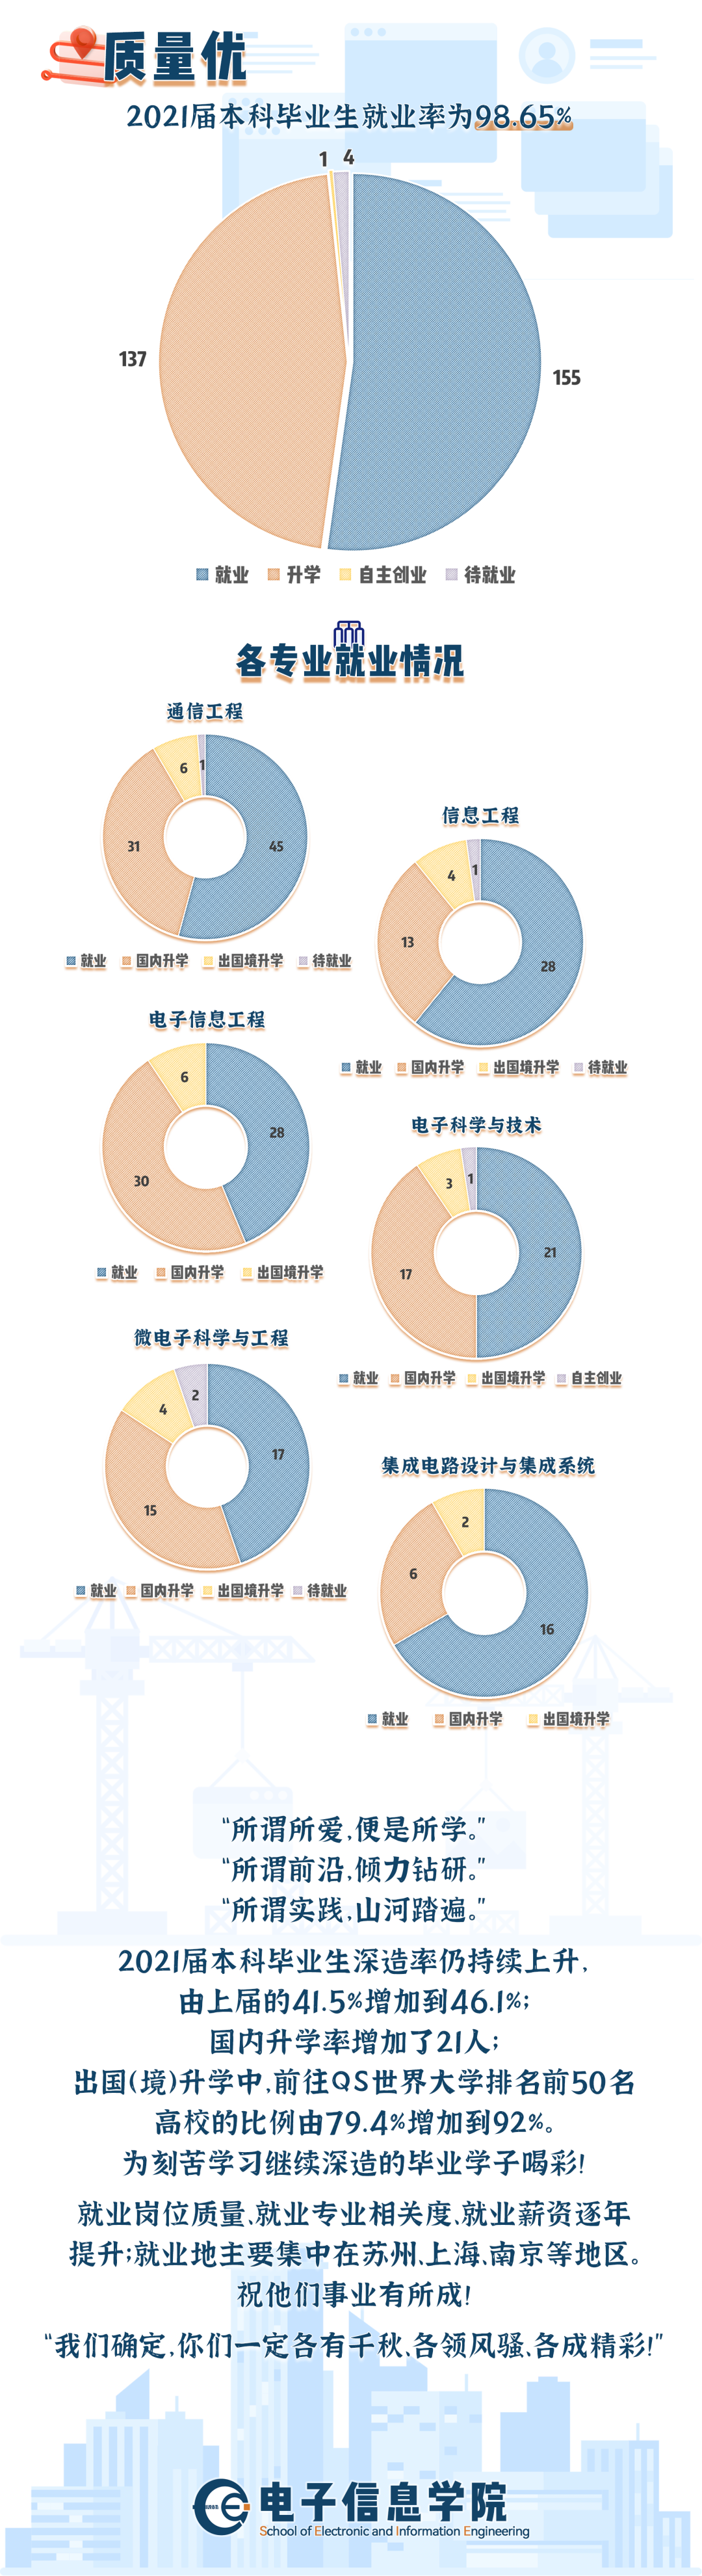 质量优
2021届本科毕业生就业率为98.65%
1 4
137
155
就业 升学 自主创业 待就业
各专业就业情况
通信工程
6 1
31 45
就业 国内升学 出国境升学 待就业
信息工程
4 1
13
28
就业 国内升学 出国境升学 待就业
电子信息工程
6
28
30
就业 国内升学 出国境升学
电子科学与技术
3 1
21
17
就业 国内升学 出国境升学 自主创业
微电子科学与工程
4 2
17
15
就业 国内升学 出国境升学 待就业
集成电路设计与集成系统
2
6
16
就业 国内升学 出国境升学
“所谓所爱,便是所学。”
“所谓前沿,倾力钻研。”
“所谓实践,山河踏遍。”
2021届本科毕业生深造率仍持续上升,
由上届的41.5%增加到46.1%;
国内升学率增加了21人;
出国(境)升学中,前往QS世界大学排名前50名
高校的比例由79.4%增加到92%。
为刻苦学习继续深造的毕业学子喝彩!
就业岗位质量、就业专业相关度、就业薪资逐年
提升;就业地主要集中在苏州、上海、南京等地区。
祝他们事业有所成!
“我们确定,你们一定各有千秋、各领风骚、各成精彩!”
电子信息学院
School of Electronic and Information Engineering